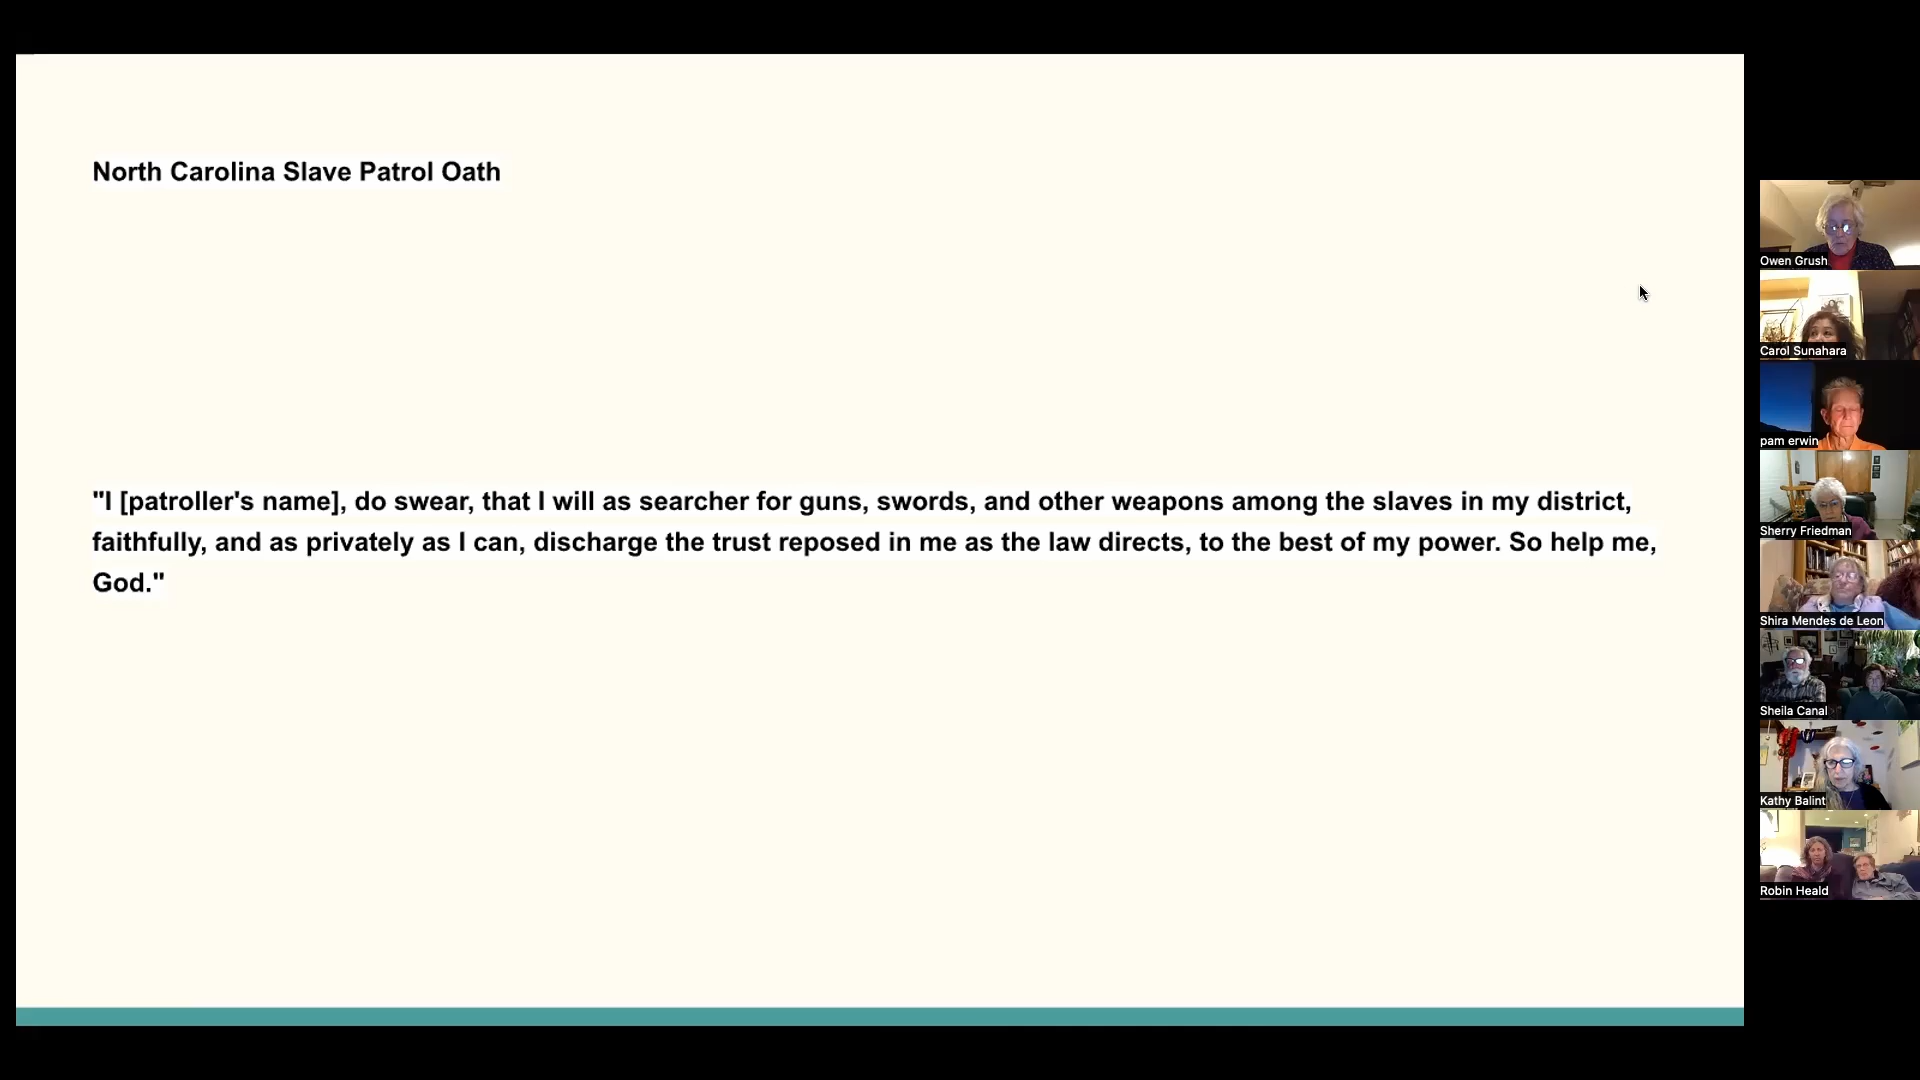 North Carolina Slave Patrol Oath
"I [patroller's name], do swear, that I will as searcher for guns, swords, and other weapons among the slaves in my district,
faithfully, and as privately as I can, discharge the trust reposed in me as the law directs, to the best of my power. So help me,
God."
Owen Grush
Carol Sunahara
pam erwin
Sherry Friedman
Shira Mendes de Leon
Sheila Canal
Kathy Balint
Robin Heald